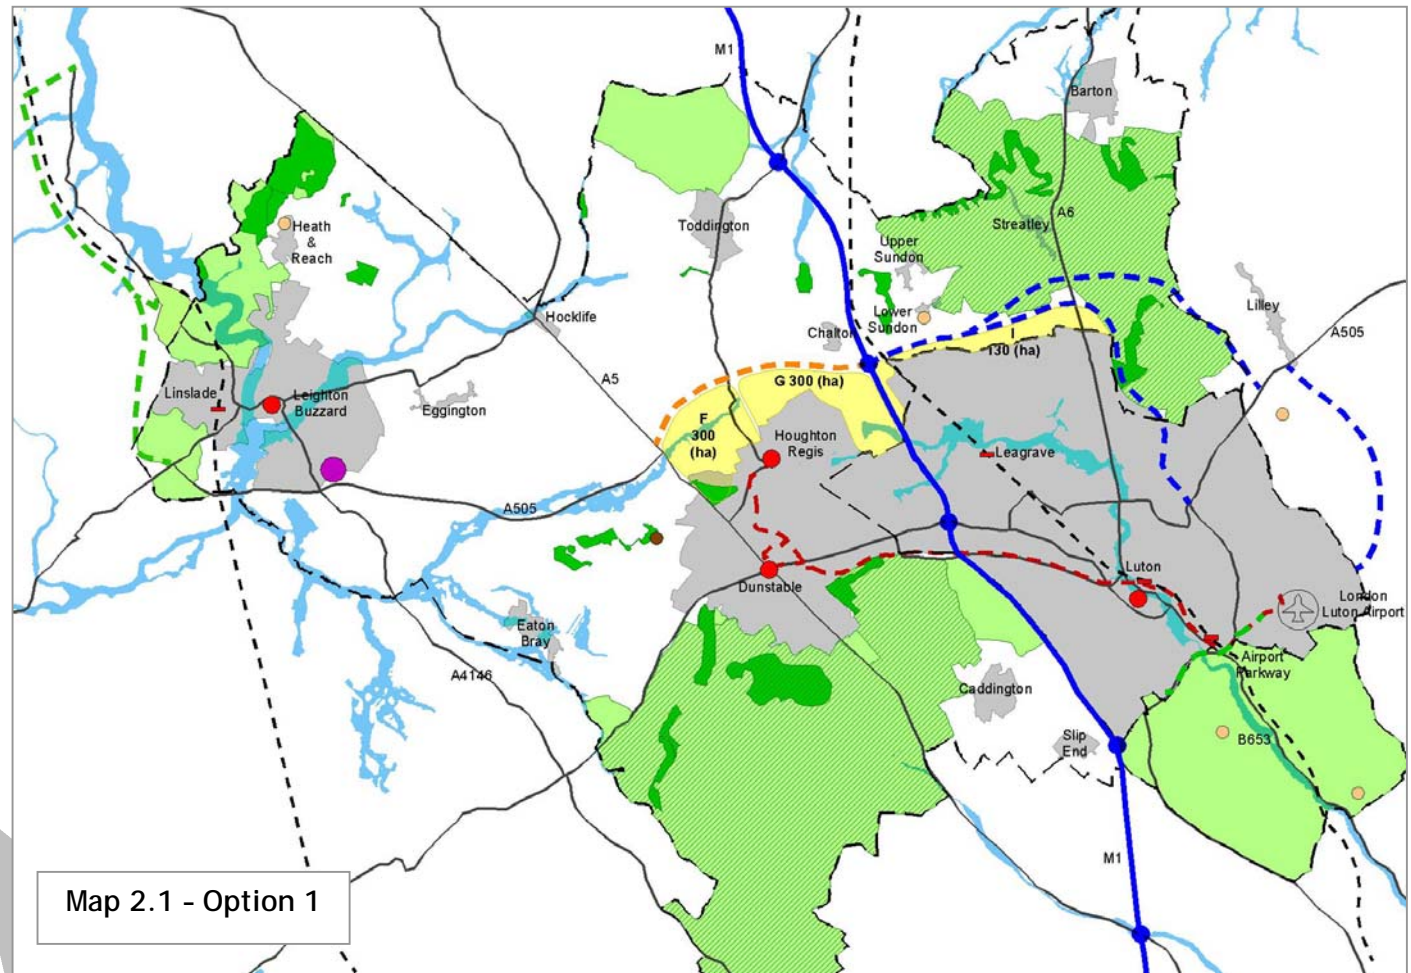 M1
Barton
A6
Heath
&
Reach
Toddington
Streatley
Upper
Sundon
Lilley
Hocklife
Lower
Sundon
Chalton
A505
I
130 (ha)
A5
G 300 (ha)
Linslade
Leighton
Buzzard
Eggington
F
300
(ha)
Houghton
Regis
Leagrave
A505
Luton
Dunstable
London
Luton Airport
Eaton
Bray
Airport
Parkway
A4146
Caddington
Slip
End
B653
M1
Map 2.1 - Option 1